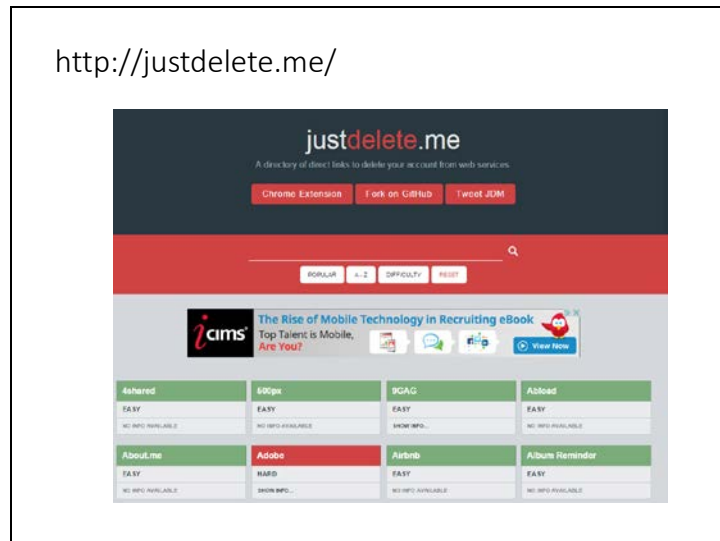 http://justdelete.me/
justdelete.me
A directory of direct links to delete your account from web services.
Chrome Extension Fork on GitHub Tweet JDM
POPULAR A - Z DIFFICULTY RESET
icims
The Rise of Mobile Technology in Recruiting eBook
Top Talent is Mobile,
Are You?
View Now
4shared 500px 9GAG Abload
EASY EASY EASY EASY
NO INFO AVAILABLE NO INFO AVAILABLE SHOW INFO... NO INFO AVAILABLE
About.me Adobe Airbnb Album Reminder
EASY HARD EASY EASY
NO INFO AVAILABLE SHOW INFO... NO INFO AVAILABLE NO INFO AVAILABLE